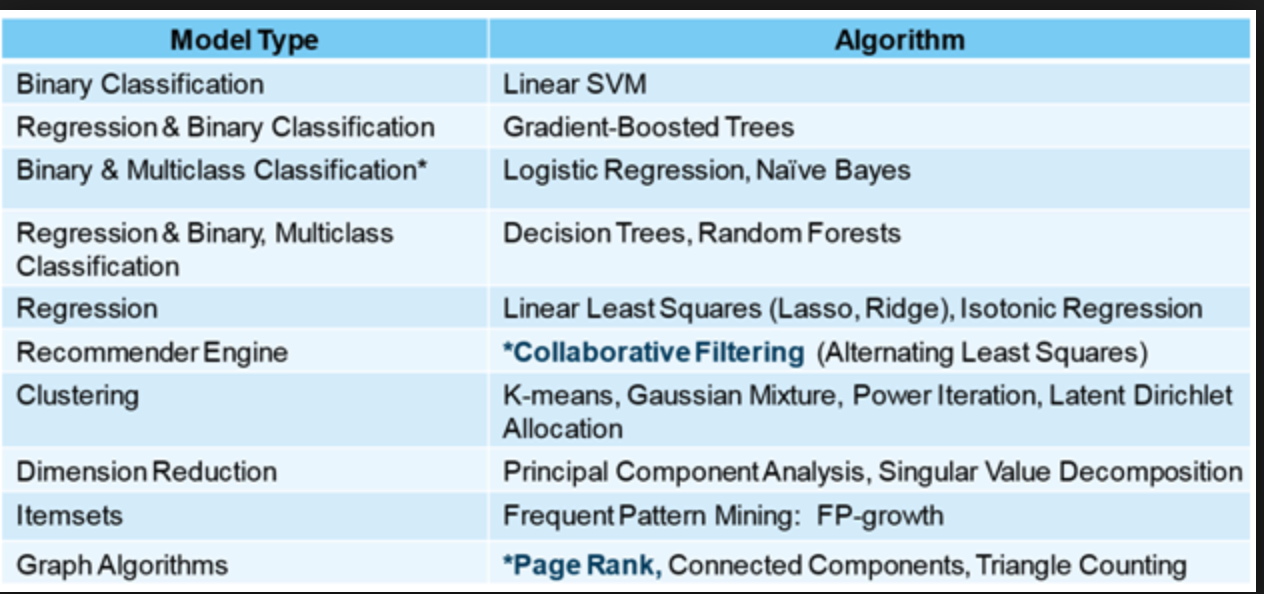 Model Type Algorithm
Binary Classification Linear SVM
Regression & Binary Classification Gradient-Boosted Trees
Binary & Multiclass Classification* Logistic Regression, Naïve Bayes
Regression & Binary, Multiclass Decision Trees, Random Forests
Classification
Regression Linear Least Squares (Lasso, Ridge), Isotonic Regression
Recommender Engine *Collaborative Filtering (Alternating Least Squares)
Clustering K-means, Gaussian Mixture, Power Iteration, Latent Dirichlet
Allocation
Dimension Reduction Principal Component Analysis, Singular Value Decomposition
Itemsets Frequent Pattern Mining: FP-growth
Graph Algorithms *Page Rank, Connected Components, Triangle Counting